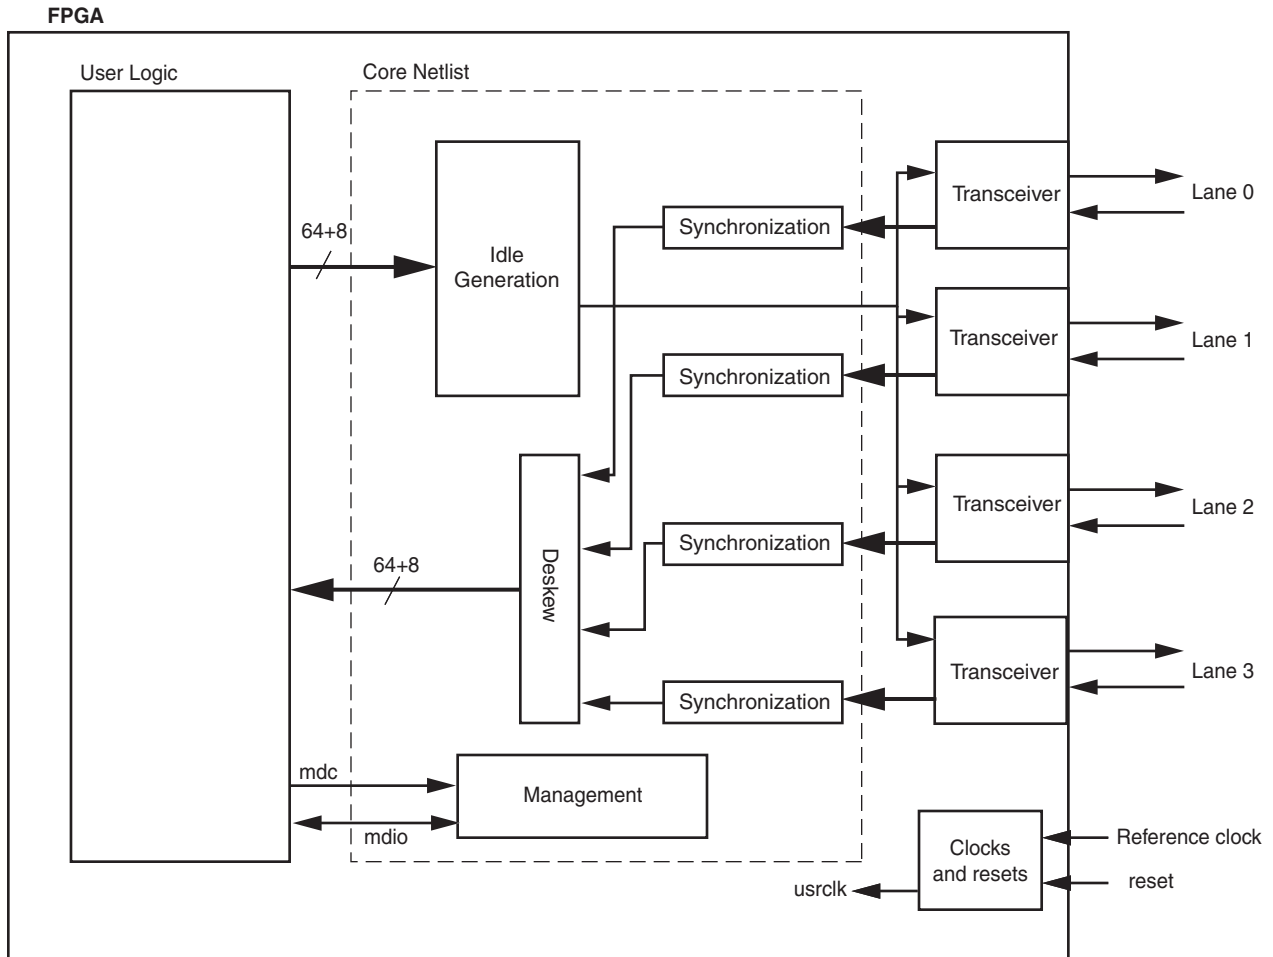 FPGA
User Logic
Core Netlist
64+8
Idle
Generation
Synchronization
Transceiver
Lane 0
Synchronization
Transceiver
Lane 1
64+8
Deskew
Synchronization
Transceiver
Lane 2
Synchronization
Transceiver
Lane 3
mdc
mdio
Management
Clocks
and resets
Reference clock
reset
usrclk